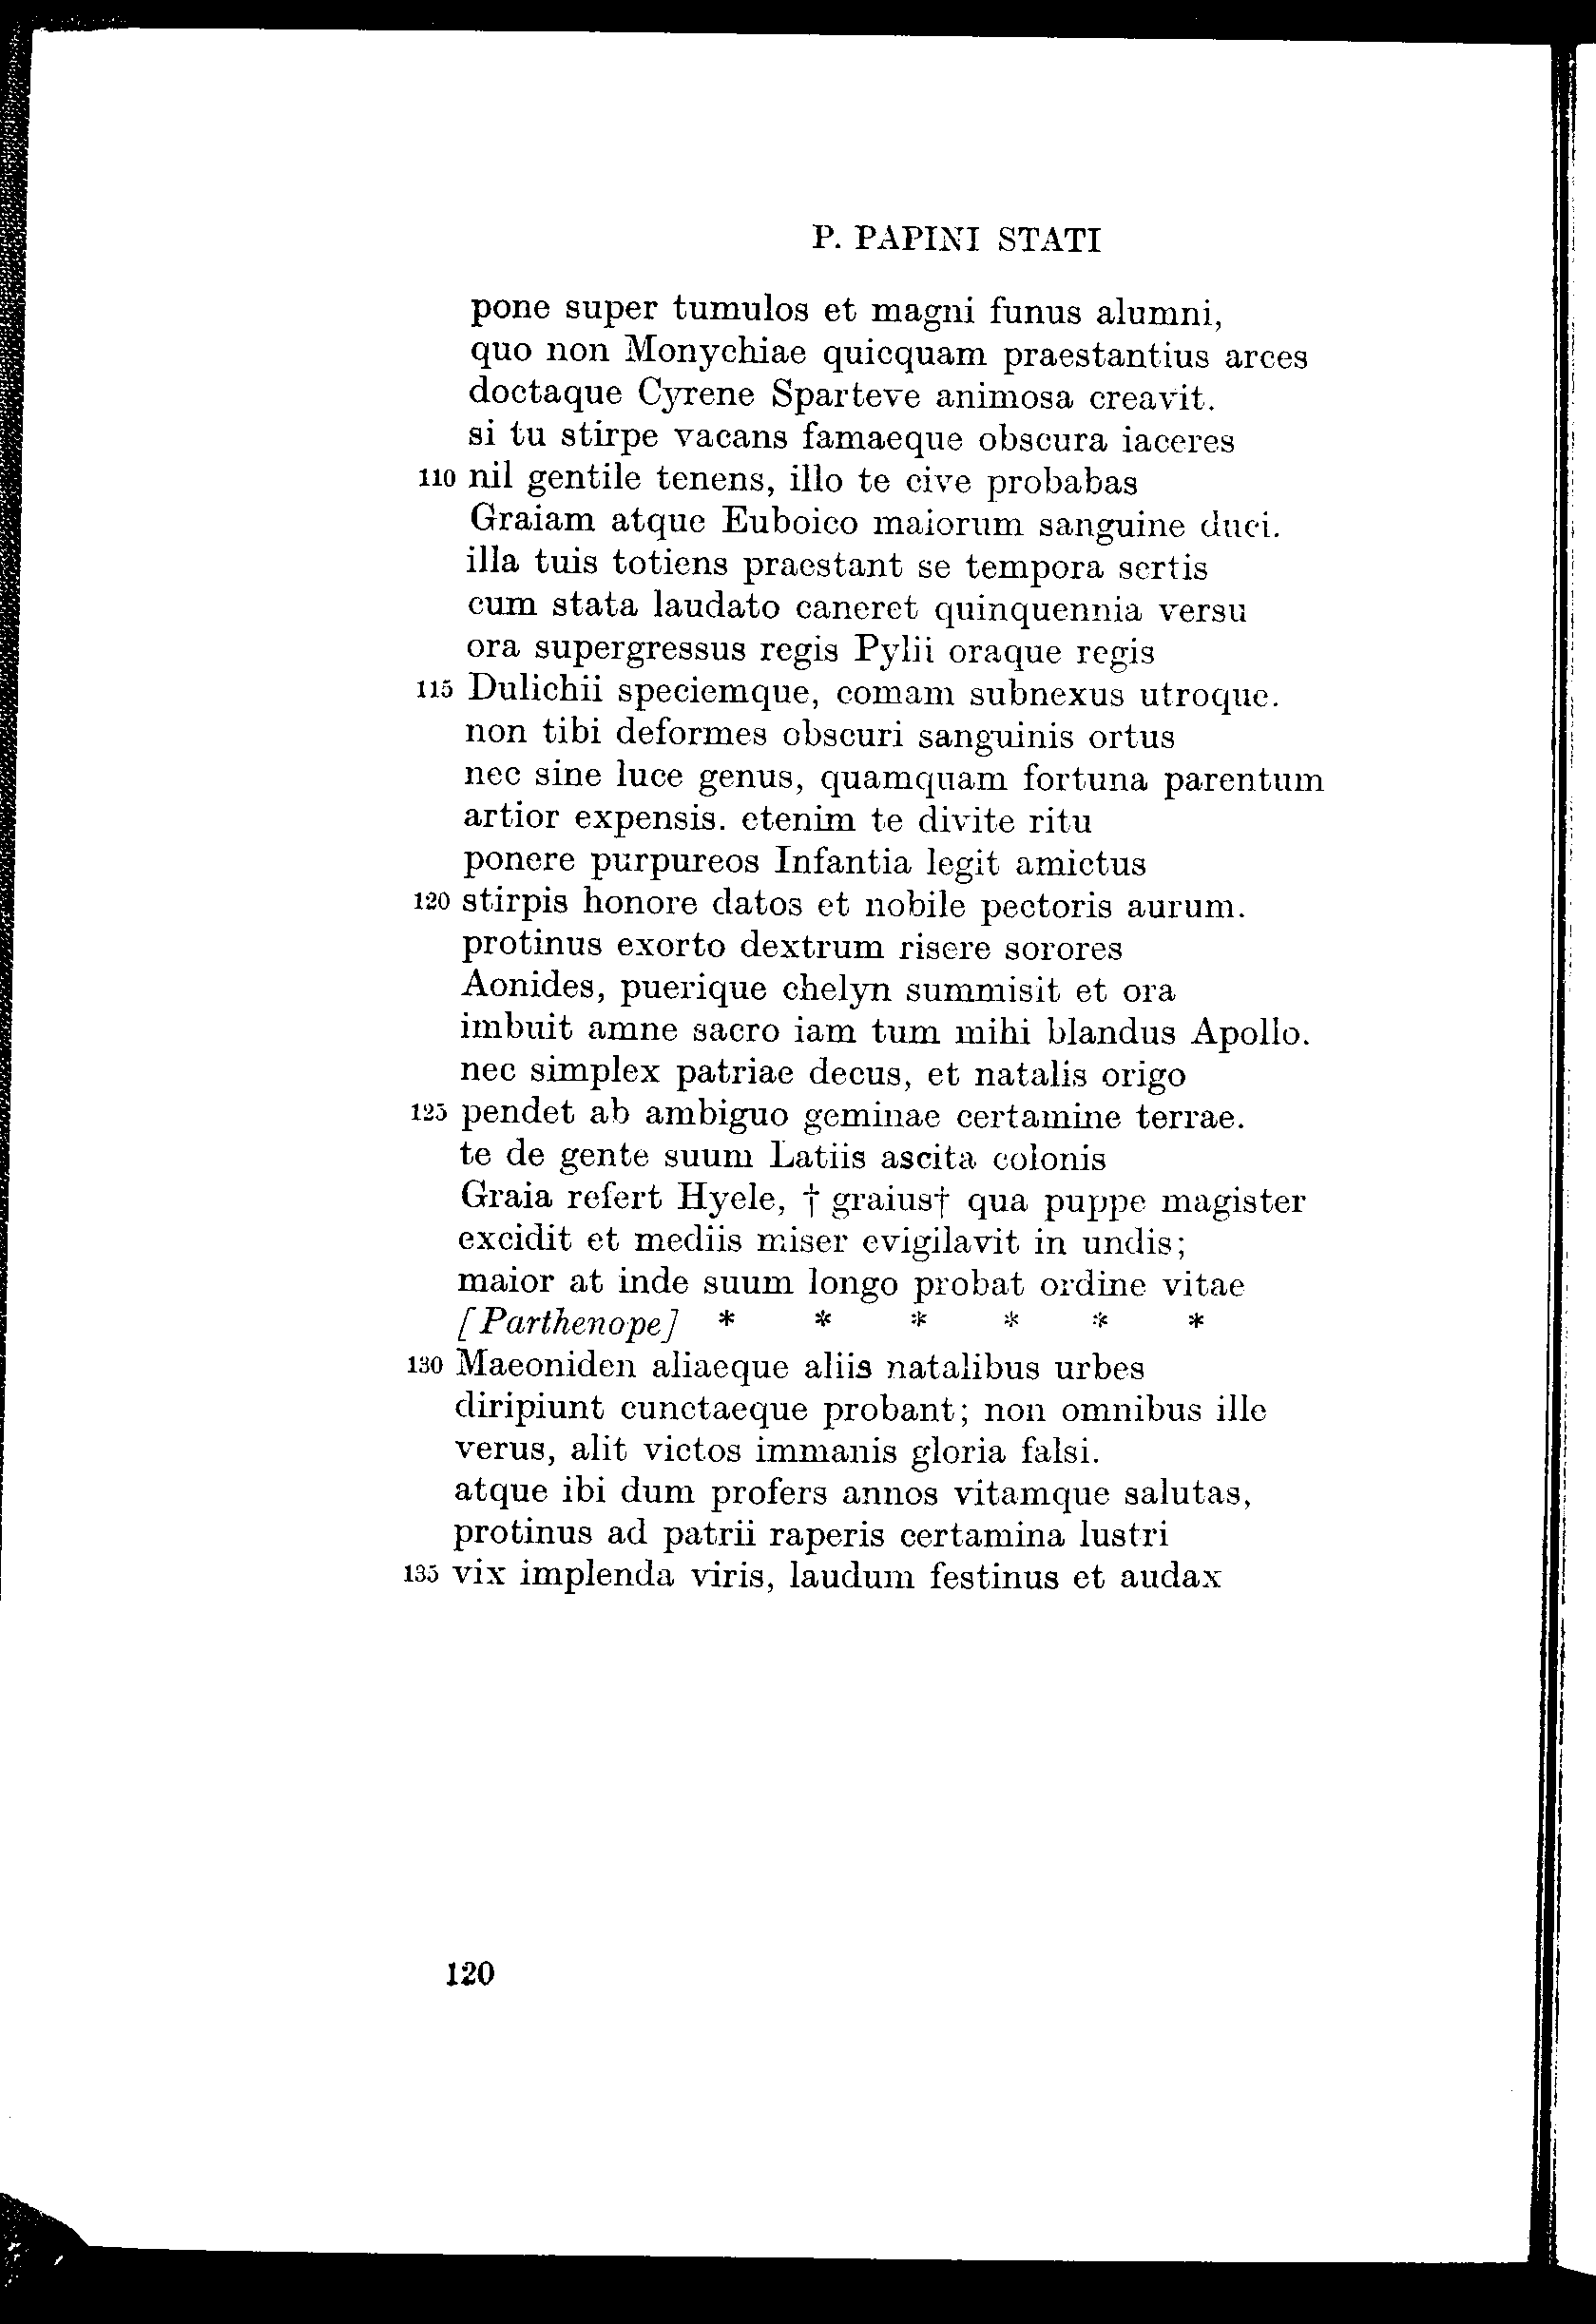 P. PAPINI STATI
pone super tumulos et magni funus alumni,
quo non Monychiae quicquam praestantius arces
doctaque Cyrene Sparteve animosa creavit.
si tu stirpe vacans famaeque obscura iaceres
110 nil gentile tenens, illo te cive probabas
Graiam atque Euboico maiorum sanguine duci.
illa tuis totiens praestant se tempora sertis
cum stata laudato caneret quinquennia versu
ora supergressus regis Pylii oraque regis
115 Dulichii speciemque, comam subnexus utroque.
non tibi deformes obscuri sanguinis ortus
nec sine luce genus, quamquam fortuna parentum
artior expensis. etenim te divite ritu
ponere purpureos Infantia legit amictus
120 stirpis honore datos et nobile pectoris aurum.
protinus exorto dextrum risere sorores
Aonides, puerique chelyn summisit et ora
imbuit amne sacro iam tum mihi blandus Apollo.
nec simplex patriae decus, et natalis origo
125 pendet ab ambiguo geminae certamine terrae.
te de gente suum Latiis ascita colonis
Graia refert Hyele, † graius† qua puppe magister
excidit et mediis miser evigilavit in undis;
maior at inde suum longo probat ordine vitae
[Parthenope] * * * * * *
130 Maeoniden aliaeque aliis natalibus urbes
diripiunt cunctaeque probant; non omnibus ille
verus, alit victos immanis gloria falsi.
atque ibi dum profers annos vitamque salutas,
protinus ad patrii raperis certamina lustri
135 vix implenda viris, laudum festinus et audax
120